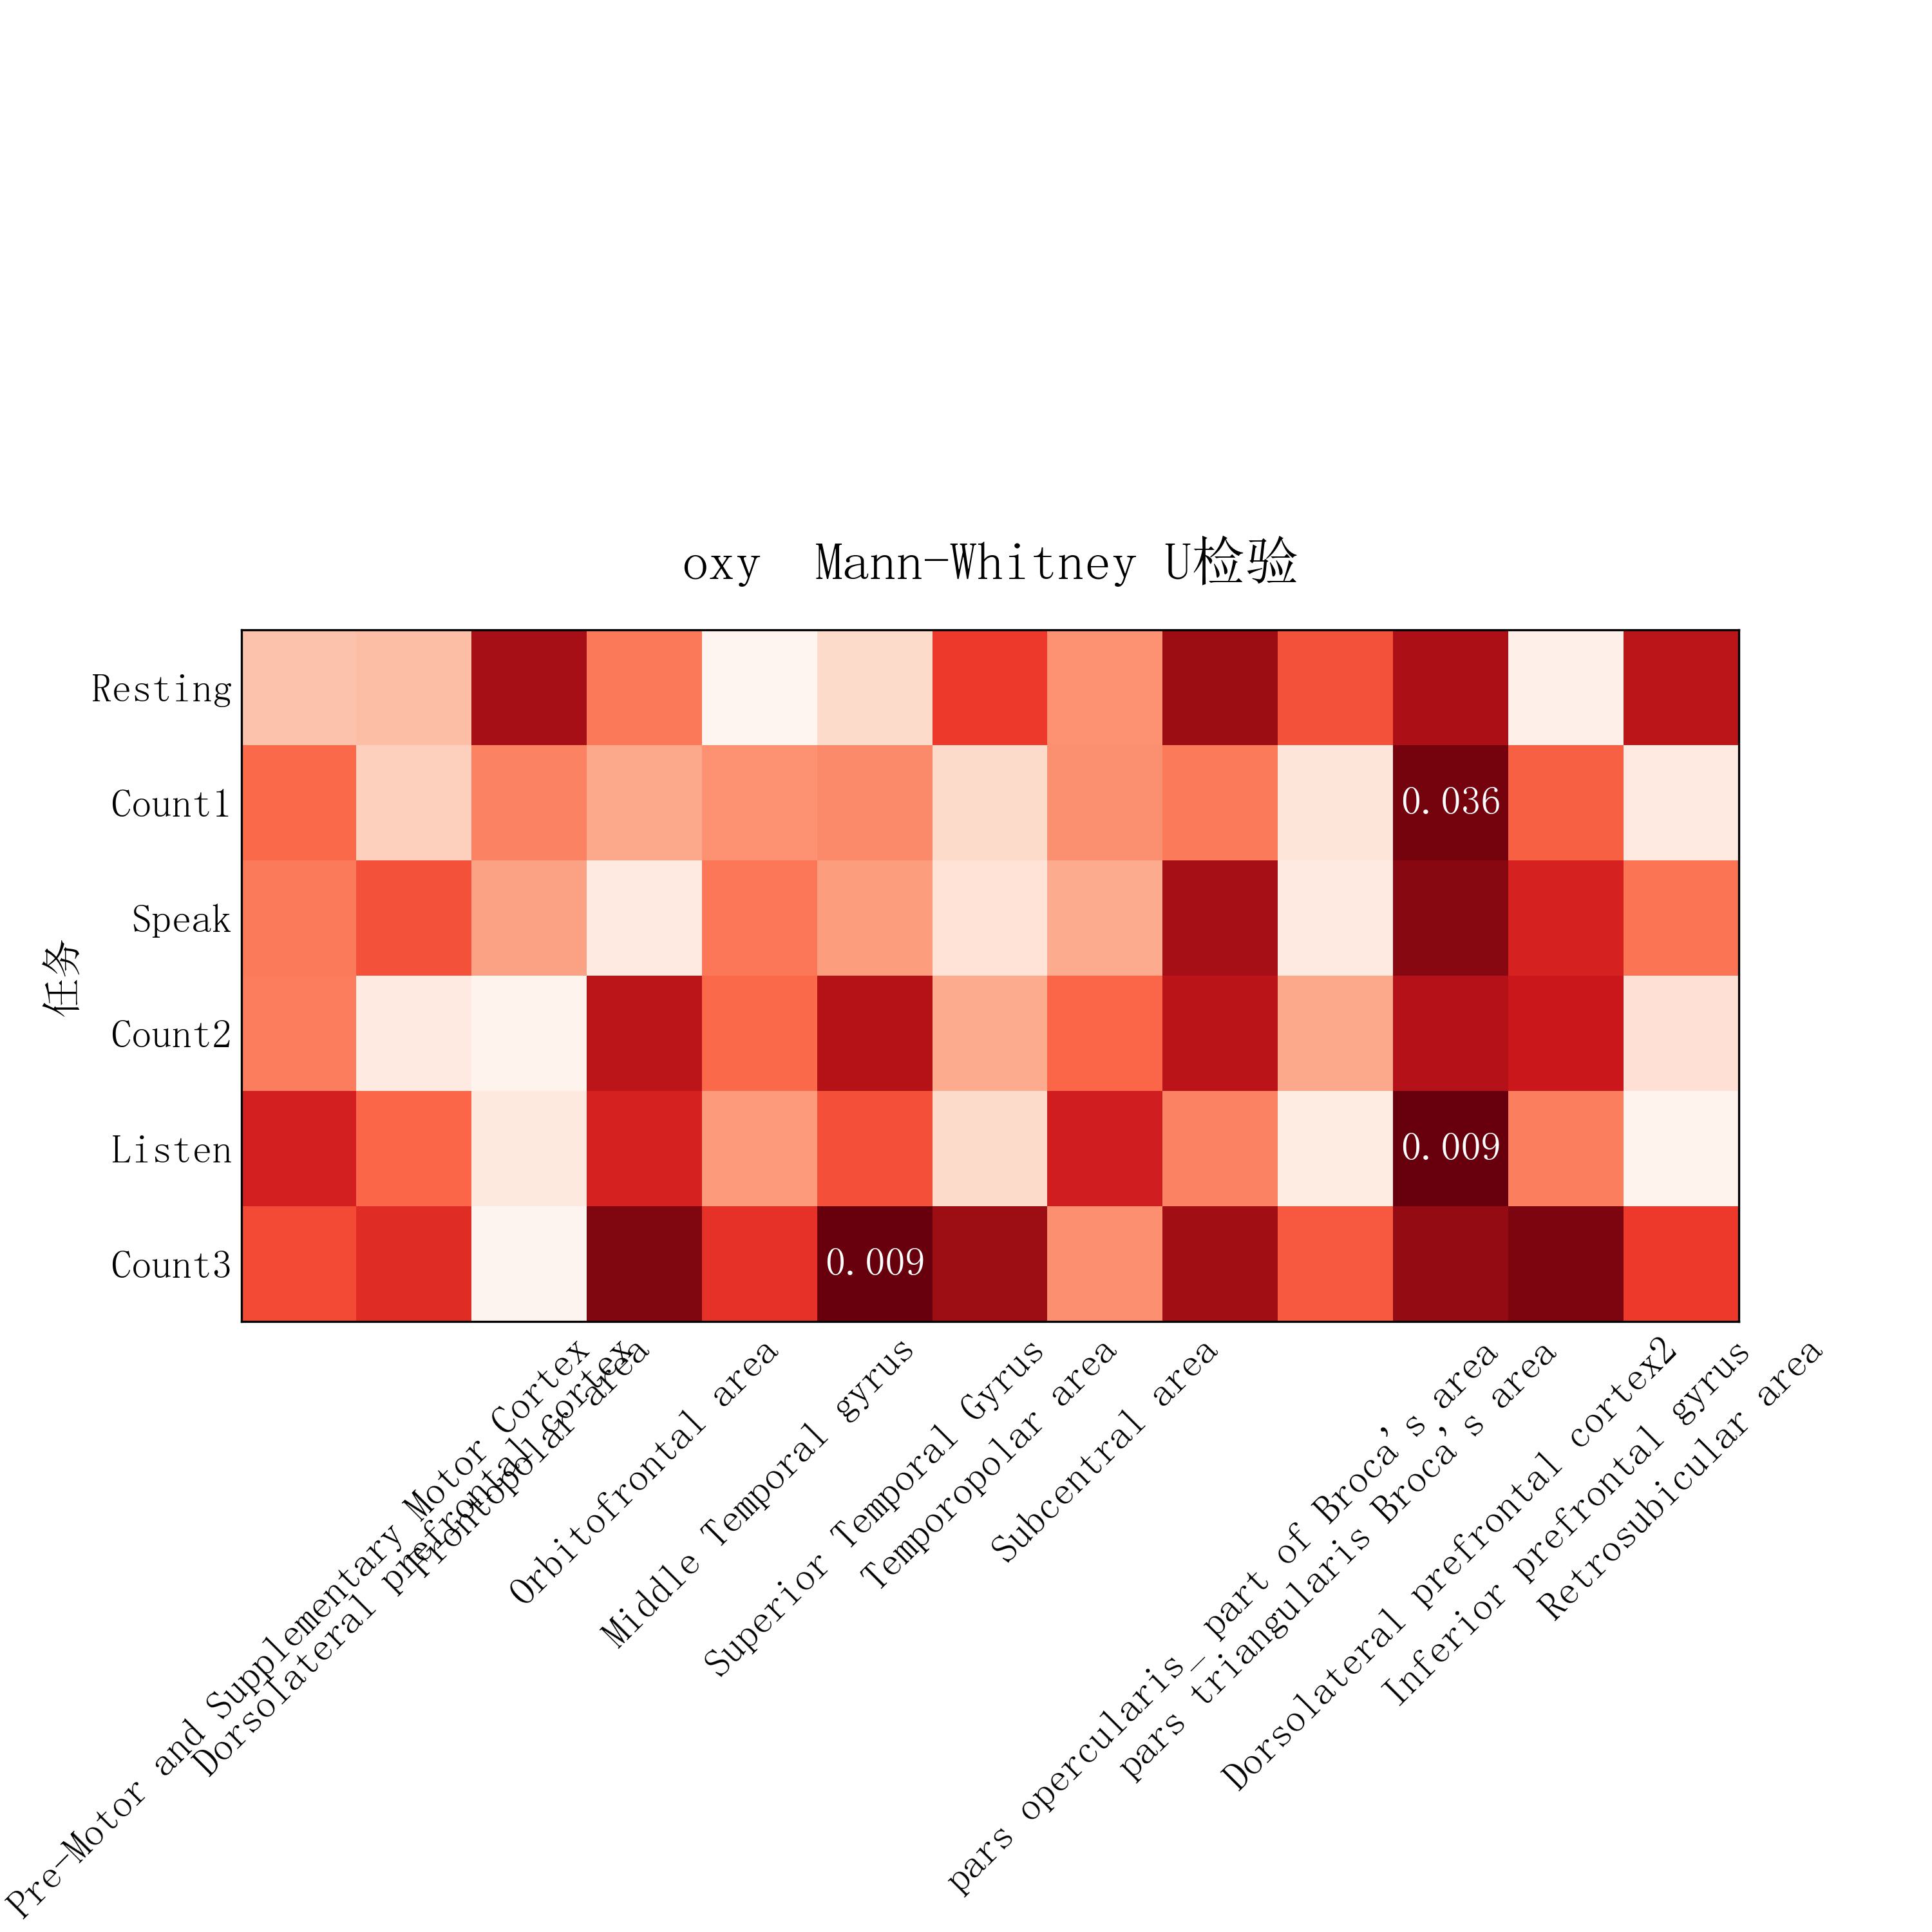 oxy  Mann-Whitney U检验
任务
Resting
Count1
0.036
Speak
Count2
Listen
0.009
Count3
0.009
Pre-Motor and Supplementary Motor Cortex
Dorsolateral prefrontal cortex
Frontopolar area
Orbitofrontal area
Middle Temporal gyrus
Superior Temporal Gyrus
Temporopolar area
Subcentral area
pars opercularis_ part of Broca's area
pars triangularis Broca's area
Dorsolateral prefrontal cortex2
Inferior prefrontal gyrus
Retrosubicular area